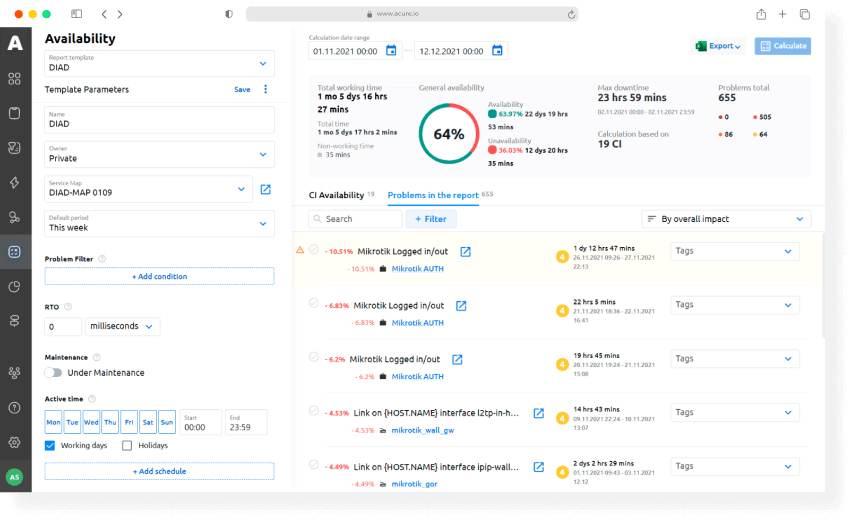 www.acure.io
A
Availability
Report template
DIAD
Template Parameters
Save
Name
DIAD
Owner
Private
Service Map
DIAD-MAP 0109
Default period
This week
Problem Filter
+ Add condition
RTO
0
milliseconds
Maintenance
Under Maintenance
Active time
Mon Tue Wed Thu Fri Sat Sun
Start
00:00
End
23:59
Working days
Holidays
+ Add schedule
AS
Calculation date range
01.11.2021 00:00 — 12.12.2021 00:00
Export
Calculate
Total working time
1 mo 5 dys 16 hrs
27 mins
Total time
1 mo 5 dys 17 hrs 2 mins
Non-working time
35 mins
General availability
64%
Availability
63.97% 22 dys 19 hrs
53 mins
Unavailability
36.03% 12 dys 20 hrs
35 mins
Max downtime
23 hrs 59 mins
02.11.2021 00:00 - 02.11.2021 23:59
Calculation based on
19 CI
Problems total
655
0
505
86
64
CI Availability 19
Problems in the report 655
Search
+ Filter
By overall impact
- 10.51% Mikrotik Logged in/out
- 10.51% Mikrotik AUTH
4
1 dy 12 hrs 47 mins
26.11.2021 09:26 - 27.11.2021
22:13
Tags
- 6.83% Mikrotik Logged in/out
- 6.83% Mikrotik AUTH
4
22 hrs 5 mins
21.11.2021 18:36 - 22.11.2021
16:41
Tags
- 6.2% Mikrotik Logged in/out
- 6.2% Mikrotik AUTH
4
19 hrs 45 mins
20.11.2021 19:24 - 21.11.2021
15:08
Tags
- 4.53% Link on {HOST.NAME} interface l2tp-in-h...
- 4.53% mikrotik_wall_gw
4
14 hrs 43 mins
09.11.2021 22:24 - 10.11.2021
13:07
Tags
- 4.49% Link on {HOST.NAME} interface ipip-wall...
- 4.49% mikrotik_gor
4
2 dys 2 hrs 29 mins
01.11.2021 09:43 - 03.11.2021
12:12
Tags